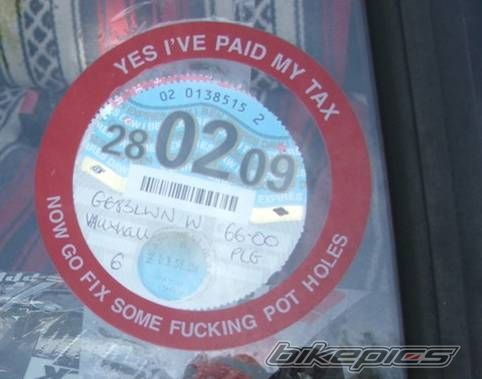 YES I'VE PAID MY TAX
02 0138515 2
28 02 09
EXPIRES
W
VAUXHALL
66-00
PLG
6
NOW GO FIX SOME FUCKING POT HOLES
bikepics